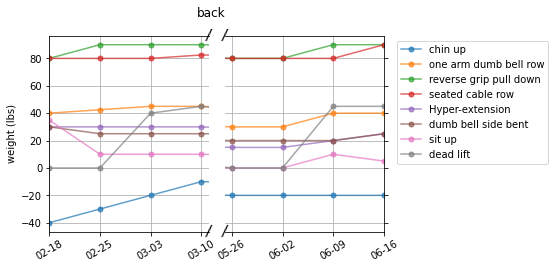 back
weight (lbs)
80
60
40
20
0
−20
−40
02-18
02-25
03-03
03-10
05-26
06-02
06-09
06-16
chin up
one arm dumb bell row
reverse grip pull down
seated cable row
Hyper-extension
dumb bell side bent
sit up
dead lift